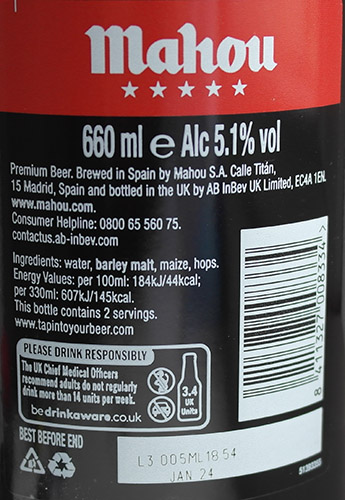 Mahou
660 ml e Alc 5.1% vol
Premium Beer. Brewed in Spain by Mahou S.A. Calle Titán,
15 Madrid, Spain and bottled in the UK by AB InBev UK Limited, EC4A 1EN.
www.mahou.com.
Consumer Helpline: 0800 65 560 75.
contactus.ab-inbev.com
Ingredients: water, barley malt, maize, hops.
Energy Values: per 100ml: 184kJ/44kcal;
per 330ml: 607kJ/145kcal.
This bottle contains 2 servings.
www.tapintoyourbeer.com
PLEASE DRINK RESPONSIBLY
The UK Chief Medical Officers
recommend adults do not regularly
drink more than 14 units per week.
bedrinkaware.co.uk
3,4
UK
Units
8 411327 008334
BEST BEFORE END
L3 005ML1854
JAN 24